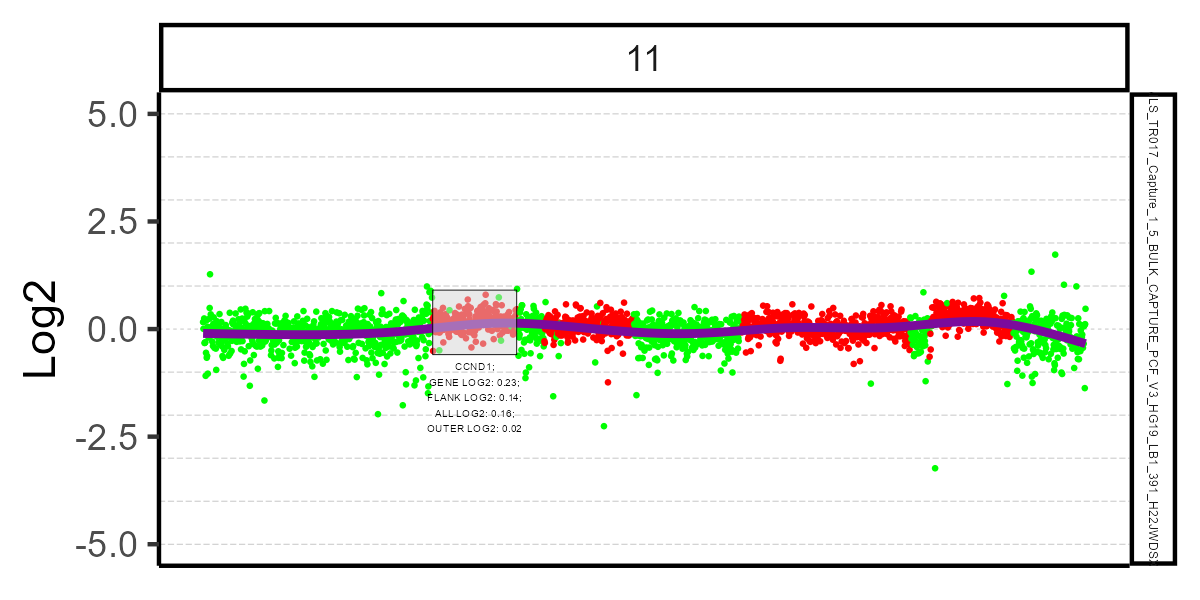 11
5.0
2.5
0.0
-2.5
-5.0
Log2
CCND1;
GENE LOG2: 0.23;
FLANK LOG2: 0.14;
ALL LOG2: 0.16;
OUTER LOG2: 0.02
LS_TR017_Capture_1_5_BULK_CAPTURE_PCF_V3_HG19_LB1_391_H22JWDS